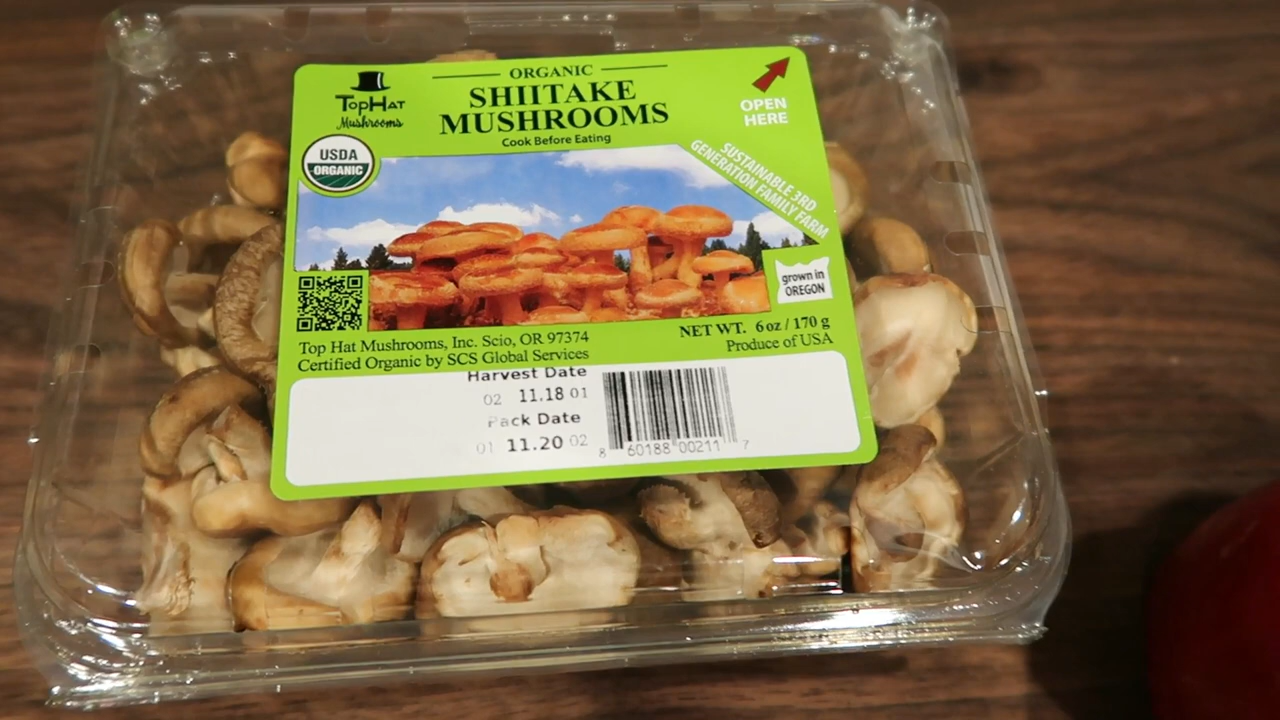 TOPHAT
Mushrooms
ORGANIC
SHIITAKE
MUSHROOMS
Cook Before Eating
OPEN
HERE
USDA
ORGANIC
SUSTAINABLE 3RD
GENERATION FAMILY FARM
grown in
OREGON
Top Hat Mushrooms, Inc. Scio, OR 97374
Certified Organic by SCS Global Services
NET WT. 6 oz / 170 g
Produce of USA
Harvest Date
02 11.18 01
Pack Date
01 11.20 02
8 60188 00211 7